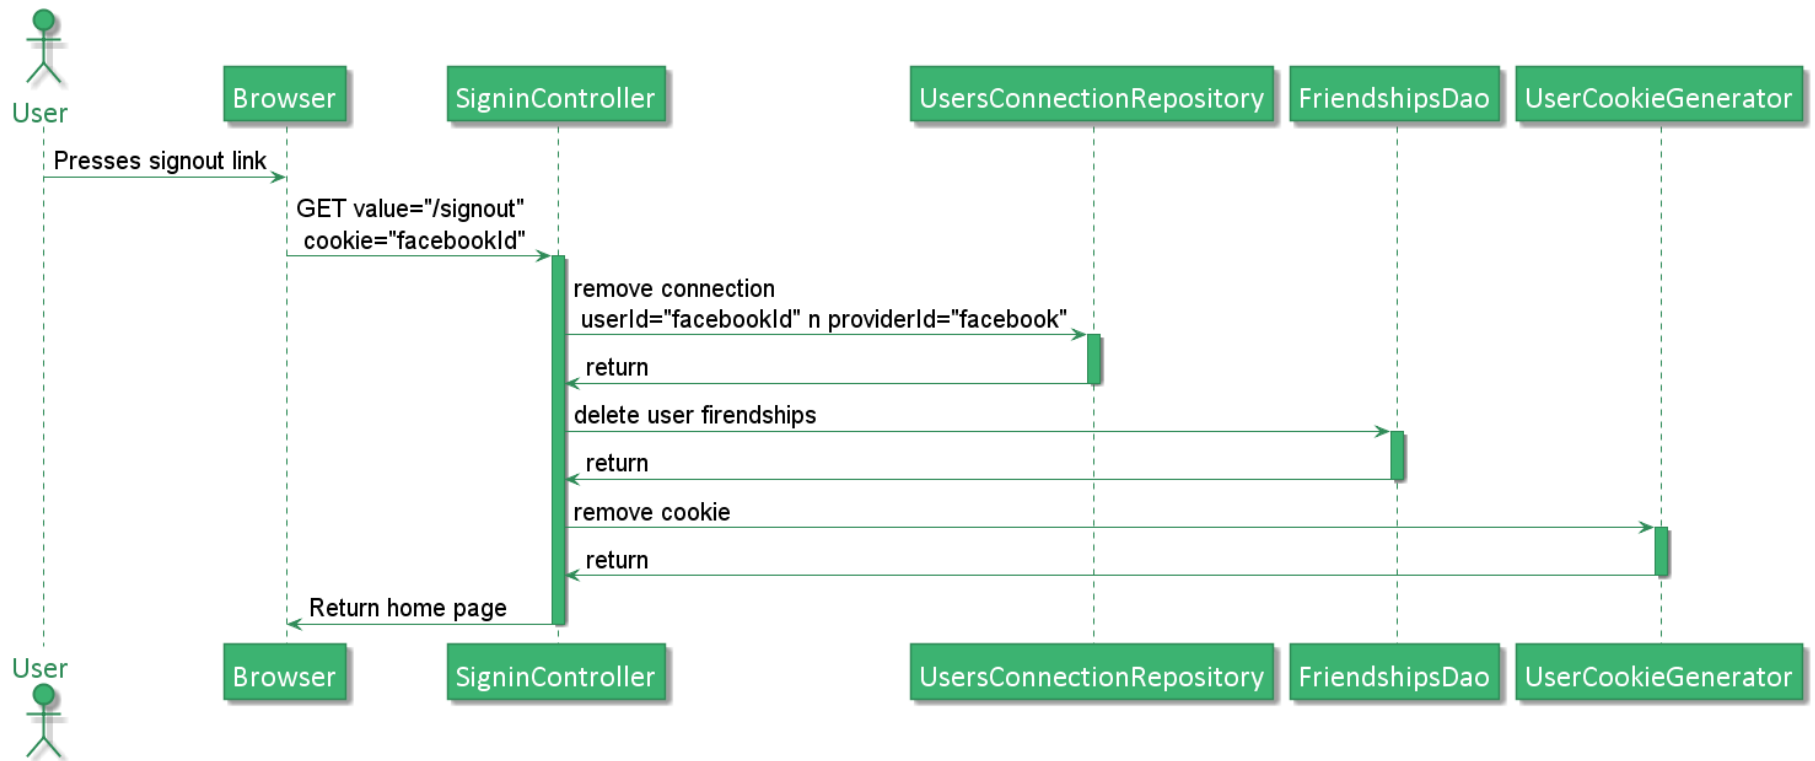 User
Browser
SigninController
UsersConnectionRepository
FriendshipsDao
UserCookieGenerator
Presses signout link
GET value="/signout"
cookie="facebookId"
remove connection
userId="facebookId" n providerId="facebook"
return
delete user firendships
return
remove cookie
return
Return home page
User
Browser
SigninController
UsersConnectionRepository
FriendshipsDao
UserCookieGenerator